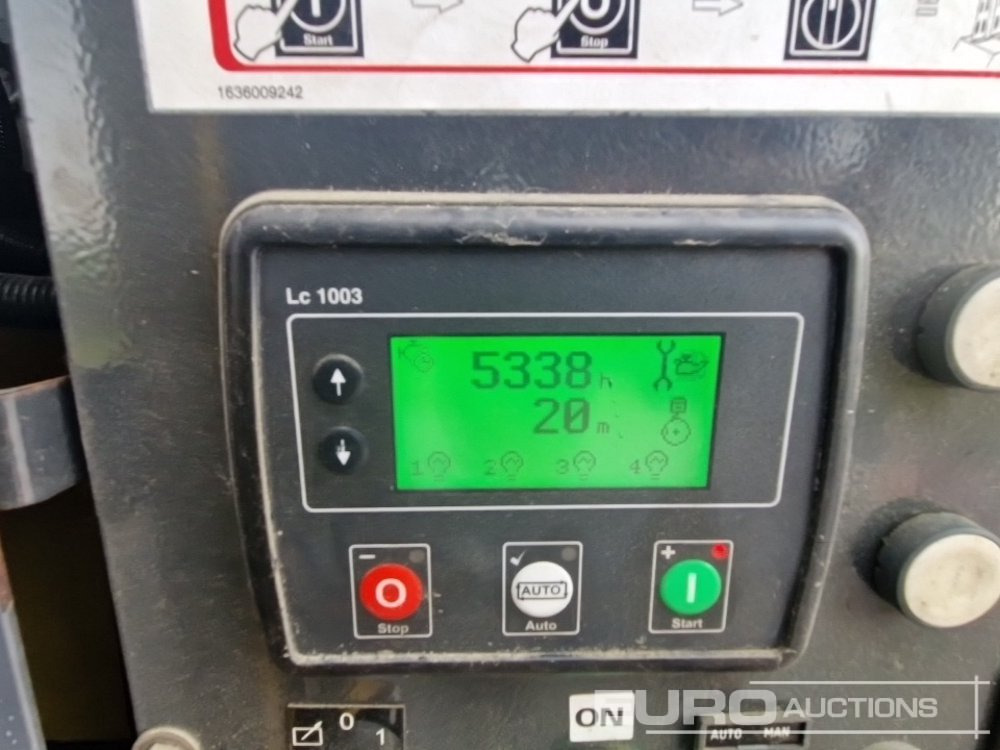 Start
Stop
1636009242
Lc 1003
5338 h
20 m
1 2 3 4
- ✓ +
O AUTO I
Stop Auto Start
0
1
ON
AUTO MAN
EURO AUCTIONS